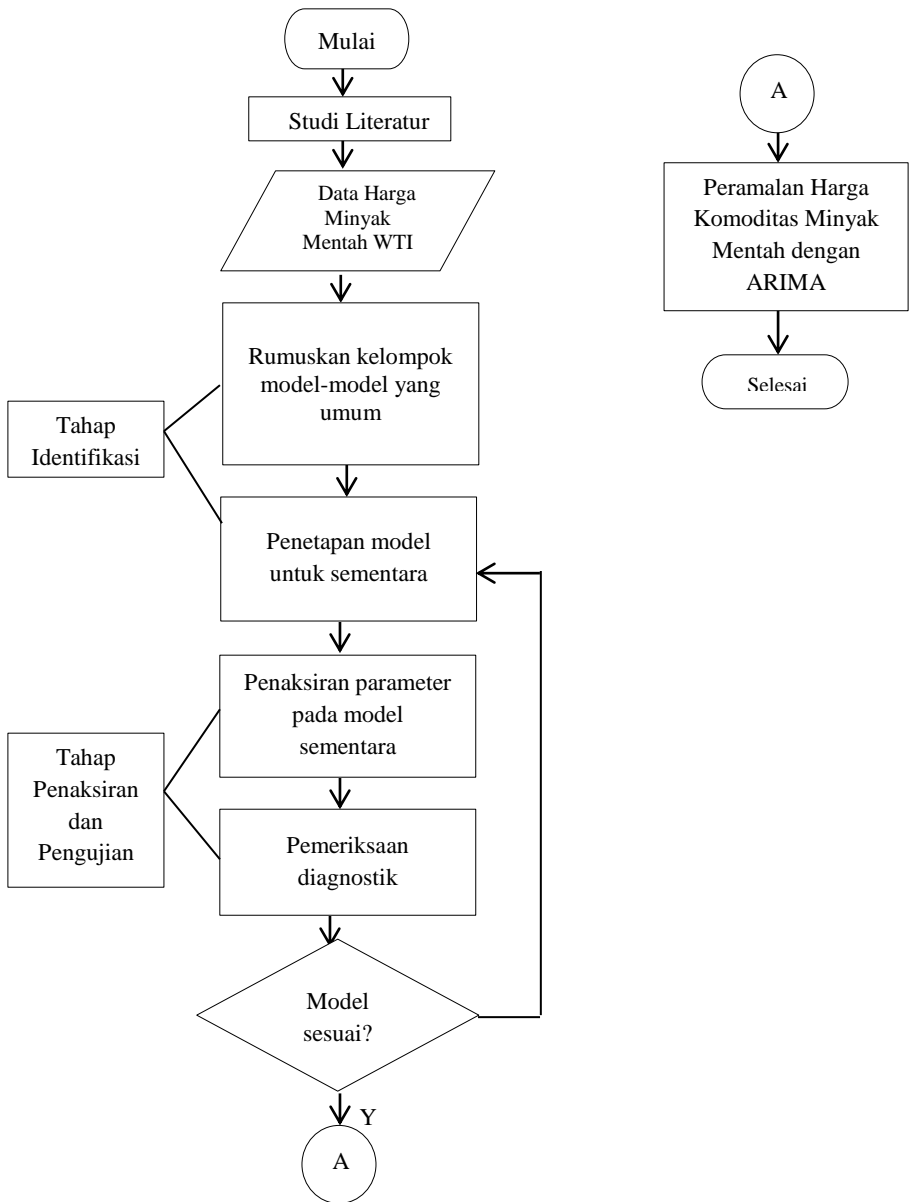 Mulai
Studi Literatur
Data Harga
Minyak
Mentah WTI
Rumuskan kelompok
model-model yang
umum
Tahap
Identifikasi
Penetapan model
untuk sementara
Penaksiran parameter
pada model
sementara
Tahap
Penaksiran
dan
Pengujian
Pemeriksaan
diagnostik
Model
sesuai?
Y
A
A
Peramalan Harga
Komoditas Minyak
Mentah dengan
ARIMA
Selesai